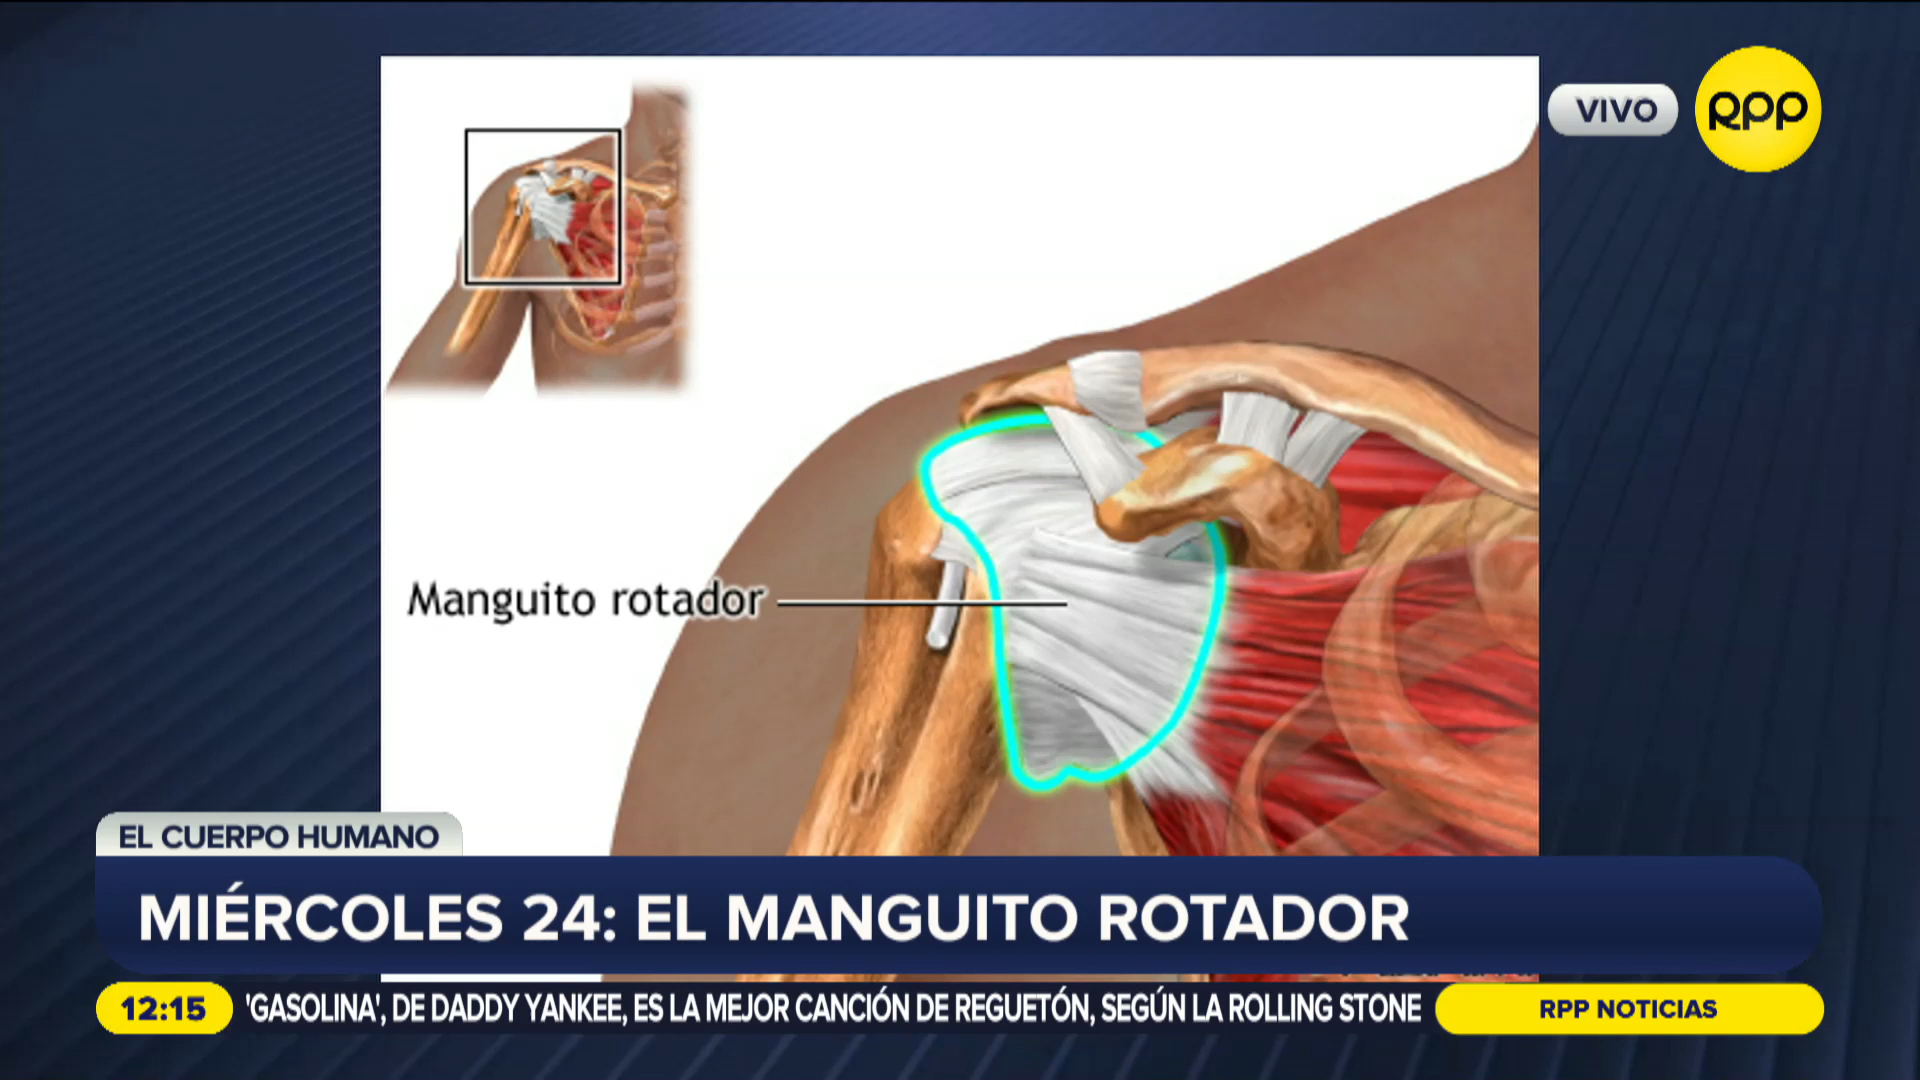 VIVO
RPP
Manguito rotador
EL CUERPO HUMANO
MIÉRCOLES 24: EL MANGUITO ROTADOR
12:15 'GASOLINA', DE DADDY YANKEE, ES LA MEJOR CANCIÓN DE REGUETÓN, SEGÚN LA ROLLING STONE RPP NOTICIAS